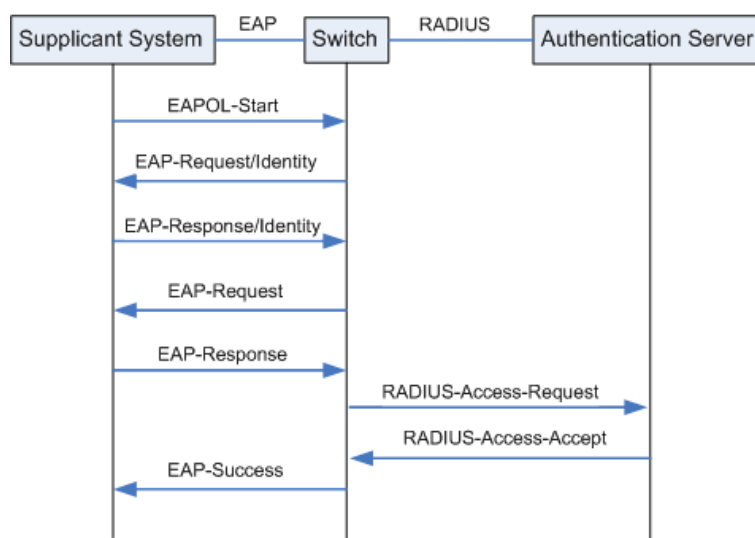 EAP
RADIUS
Supplicant System
Switch
Authentication Server
EAPOL-Start
EAP-Request/Identity
EAP-Response/Identity
EAP-Request
EAP-Response
RADIUS-Access-Request
RADIUS-Access-Accept
EAP-Success